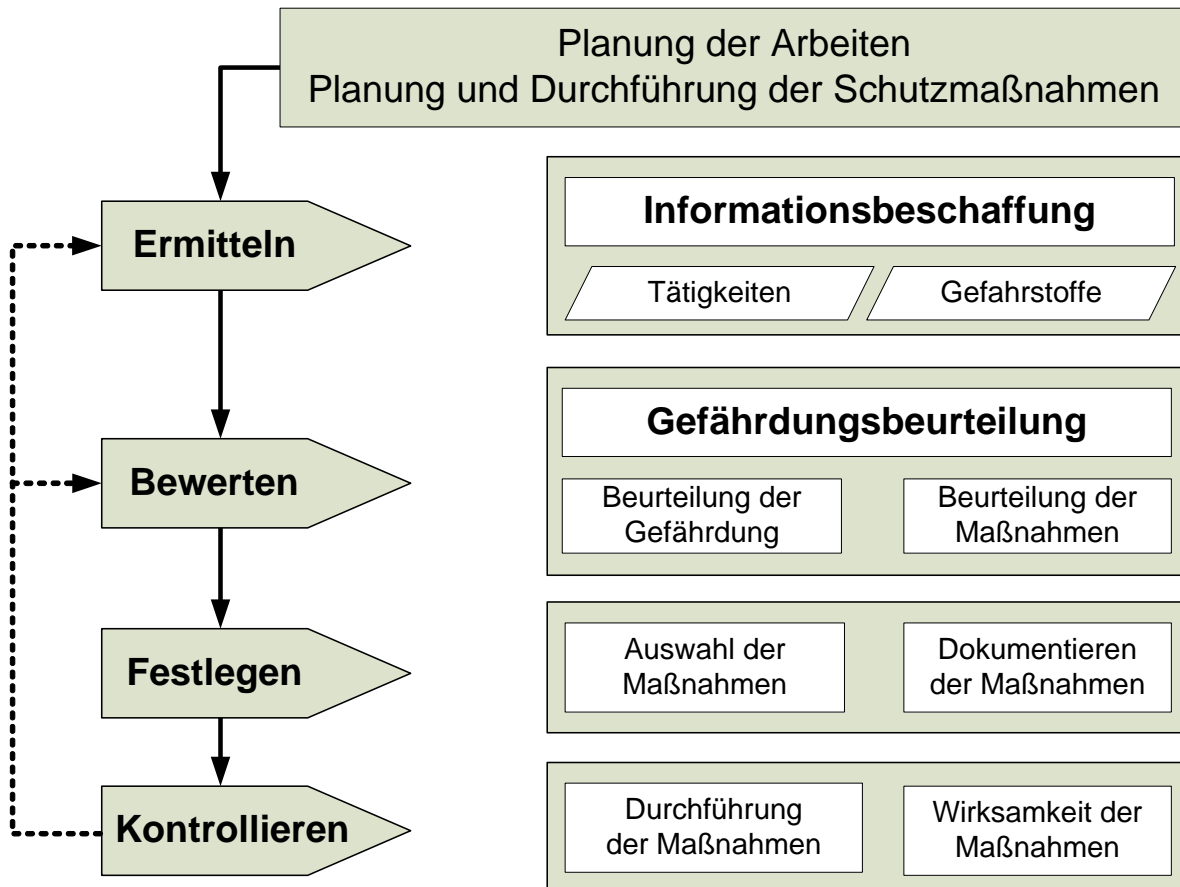 Planung der Arbeiten
Planung und Durchführung der Schutzmaßnahmen
Ermitteln
Informationsbeschaffung
Tätigkeiten
Gefahrstoffe
Bewerten
Gefährdungsbeurteilung
Beurteilung der
Gefährdung
Beurteilung der
Maßnahmen
Festlegen
Auswahl der
Maßnahmen
Dokumentieren
der Maßnahmen
Kontrollieren
Durchführung
der Maßnahmen
Wirksamkeit der
Maßnahmen